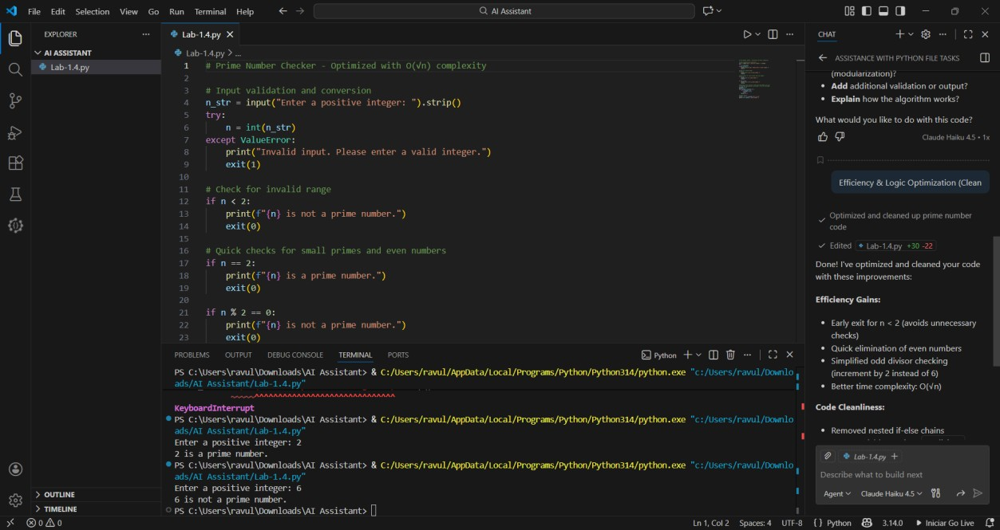 File Edit Selection View Go Run Terminal Help
AI Assistant
EXPLORER
AI ASSISTANT
Lab-1.4.py
OUTLINE
TIMELINE
Lab-1.4.py
Lab-1.4.py > ...
1 # Prime Number Checker - Optimized with O(√n) complexity
2
3 # Input validation and conversion
4 n_str = input("Enter a positive integer: ").strip()
5 try:
6     n = int(n_str)
7 except ValueError:
8     print("Invalid input. Please enter a valid integer.")
9     exit(1)
10
11 # Check for invalid range
12 if n < 2:
13     print(f"{n} is not a prime number.")
14     exit(0)
15
16 # Quick checks for small primes and even numbers
17 if n == 2:
18     print(f"{n} is a prime number.")
19     exit(0)
20
21 if n % 2 == 0:
22     print(f"{n} is not a prime number.")
23     exit(0)
PROBLEMS OUTPUT DEBUG CONSOLE TERMINAL PORTS
Python
PS C:\Users\ravul\Downloads\AI Assistant> & C:/Users/ravul/AppData/Local/Programs/Python/Python314/python.exe "c:/Users/ravul/Downlo
ads/AI Assistant/Lab-1.4.py"
~~~~~^^^^^^^^^^^^^^^^^^^^^^^^^^^^
KeyboardInterrupt
PS C:\Users\ravul\Downloads\AI Assistant> & C:/Users/ravul/AppData/Local/Programs/Python/Python314/python.exe "c:/Users/ravul/Downlo
ads/AI Assistant/Lab-1.4.py"
Enter a positive integer: 2
2 is a prime number.
PS C:\Users\ravul\Downloads\AI Assistant> & C:/Users/ravul/AppData/Local/Programs/Python/Python314/python.exe "c:/Users/ravul/Downlo
ads/AI Assistant/Lab-1.4.py"
Enter a positive integer: 6
6 is not a prime number.
PS C:\Users\ravul\Downloads\AI Assistant>
CHAT
ASSISTANCE WITH PYTHON FILE TASKS
(modularization)?
• Add additional validation or output?
• Explain how the algorithm works?
What would you like to do with this code?
Claude Haiku 4.5 • 1x
Efficiency & Logic Optimization (Clean
Optimized and cleaned up prime number
code
Edited Lab-1.4.py +30 -22
Done! I've optimized and cleaned your code
with these improvements:
Efficiency Gains:
• Early exit for n < 2 (avoids unnecessary
checks)
• Quick elimination of even numbers
• Simplified odd divisor checking
(increment by 2 instead of 6)
• Better time complexity: O(√n)
Code Cleanliness:
• Removed nested if-else chains
Lab-1.4.py
Describe what to build next
Agent Claude Haiku 4.5
0 0
Ln 1, Col 2 Spaces: 4 UTF-8 { } Python 3.14.0 Iniciar Go Live